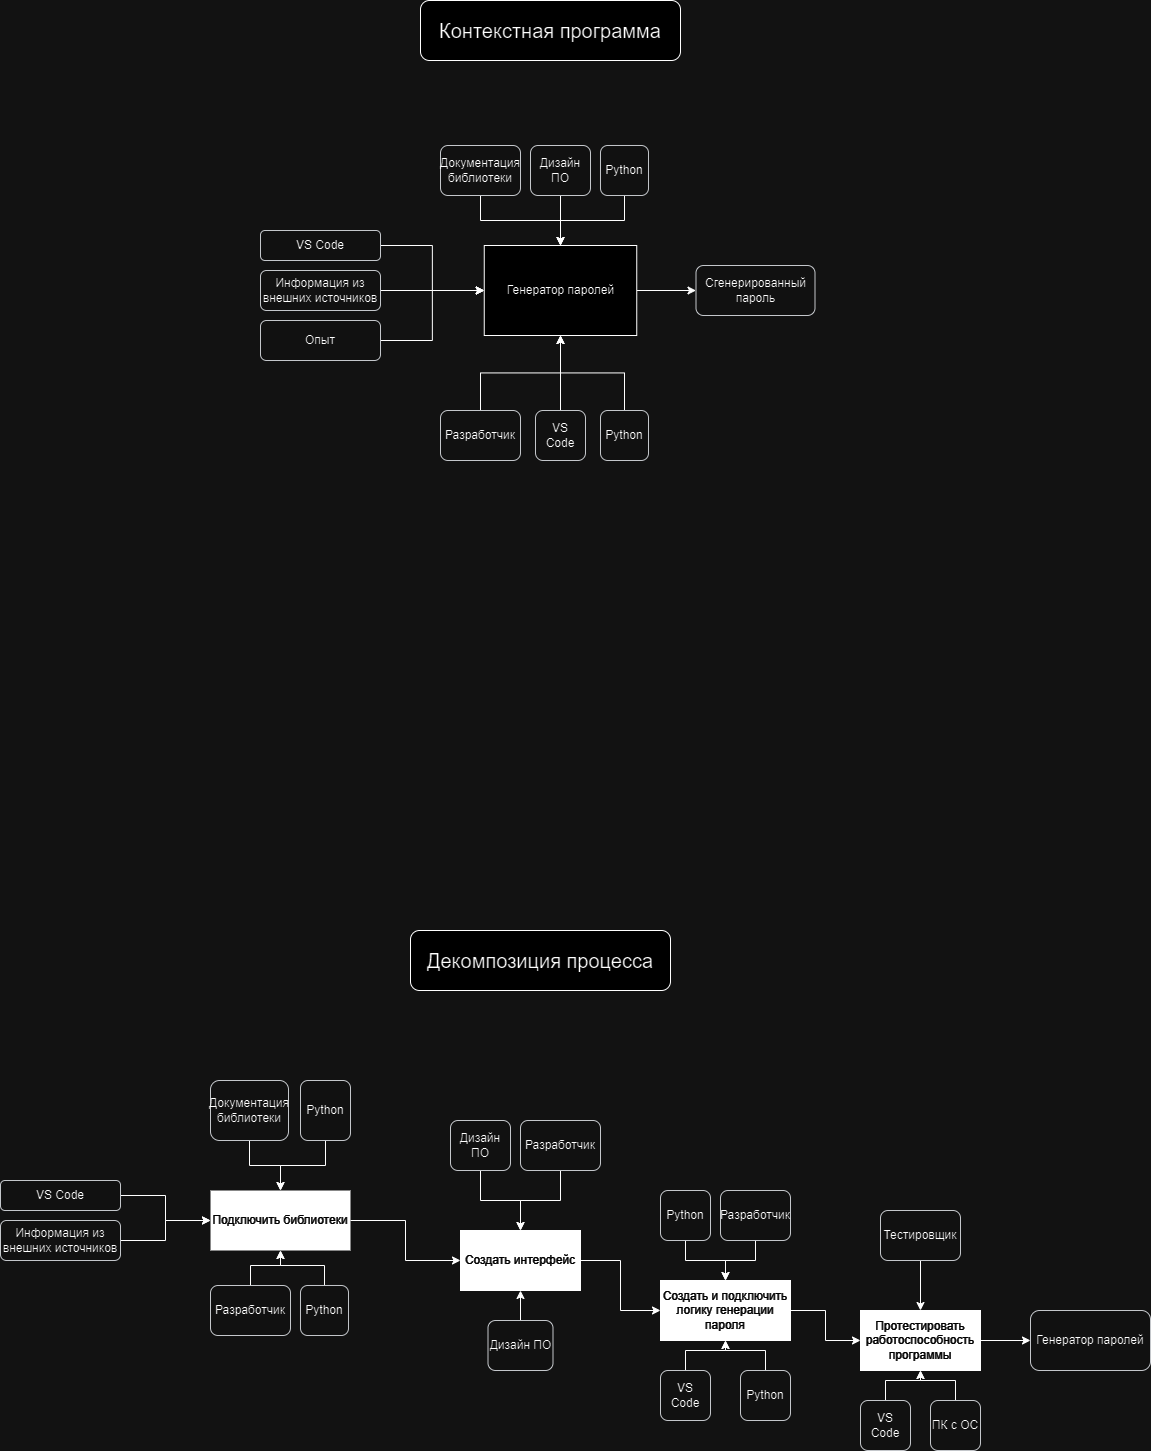 Контекстная программа
Документация
библиотеки
Дизайн
ПО
Python
VS Code
Информация из
внешних источников
Опыт
Генератор паролей
Сгенерированный
пароль
Разработчик
VS
Code
Python
Декомпозиция процесса
Документация
библиотеки
Python
VS Code
Информация из
внешних источников
Подключить библиотеки
Разработчик
Python
Дизайн
ПО
Разработчик
Создать интерфейс
Дизайн ПО
Python
Разработчик
Создать и подключить
логику генерации
пароля
VS
Code
Python
Тестировщик
Протестировать
работоспособность
программы
VS
Code
ПК с ОС
Генератор паролей